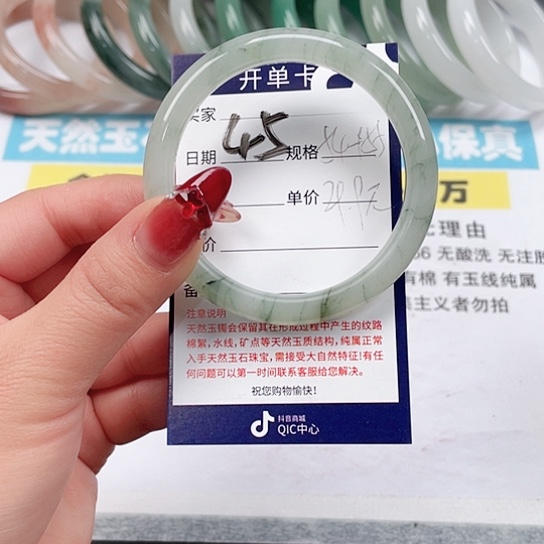 开单卡
买家
45
日期 规格
单价
价
备
注意说明
天然玉镯会保留其在形成过程中产生的纹路
棉絮,水线,矿点等天然玉质结构,纯属正常
入手天然玉石珠宝,需接受大自然特征!有任
何问题可以第一时间联系客服给您解决。
祝您购物愉快!
抖音商城
QIC中心
天然玉 保真
万
理由
无酸洗 无注胶
有棉 有玉线纯属
美主义者勿拍